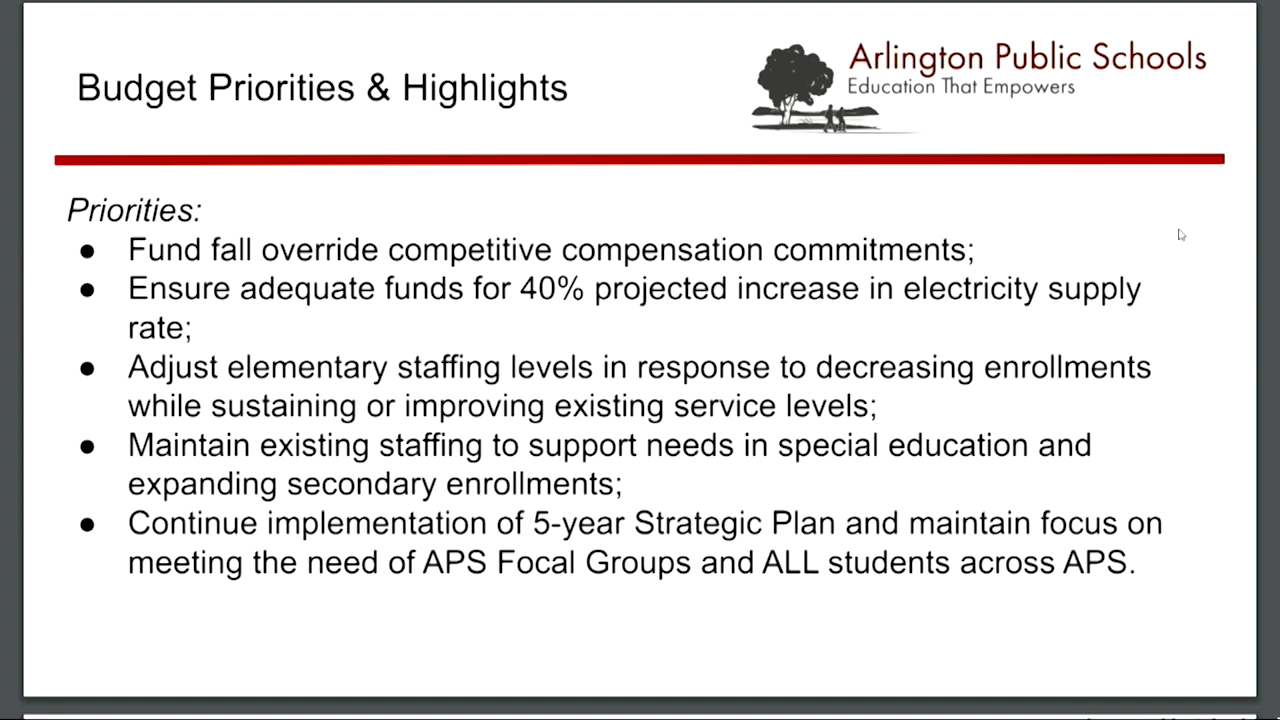 Budget Priorities & Highlights
Arlington Public Schools
Education That Empowers
Priorities:
● Fund fall override competitive compensation commitments;
● Ensure adequate funds for 40% projected increase in electricity supply
rate;
● Adjust elementary staffing levels in response to decreasing enrollments
while sustaining or improving existing service levels;
● Maintain existing staffing to support needs in special education and
expanding secondary enrollments;
● Continue implementation of 5-year Strategic Plan and maintain focus on
meeting the need of APS Focal Groups and ALL students across APS.